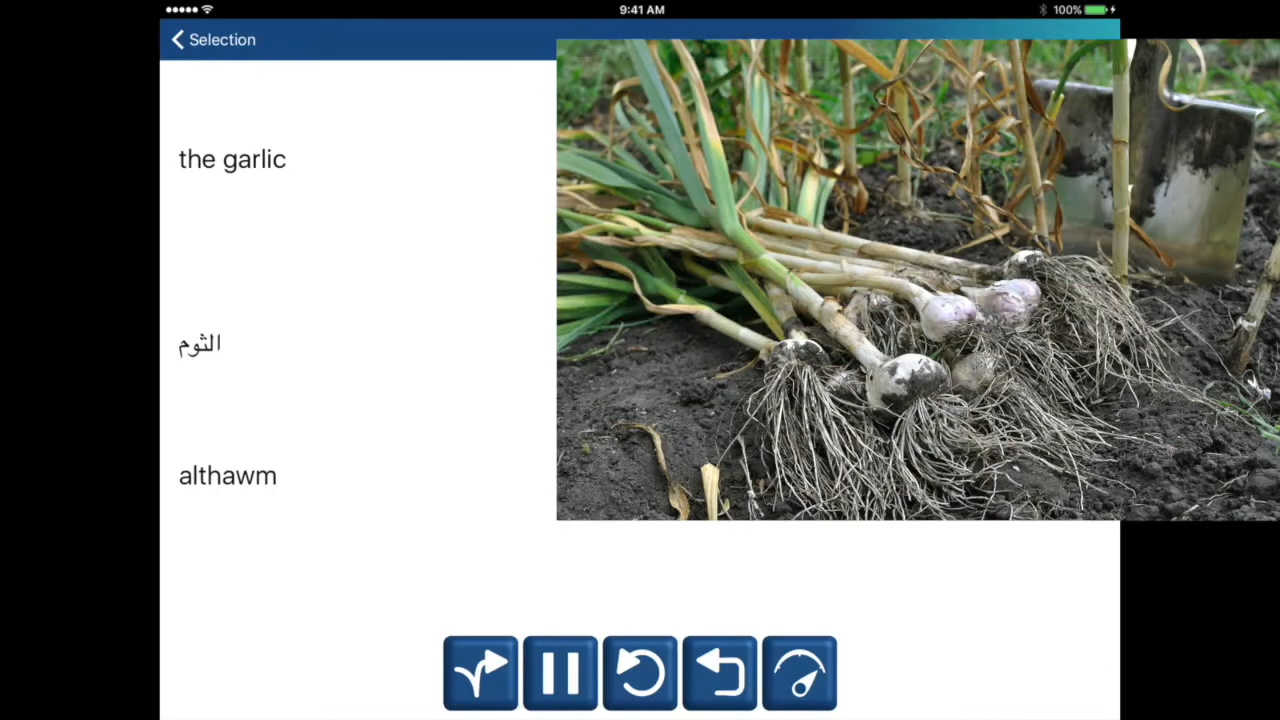 9:41 AM
100%
Selection
the garlic
الثوم
althawm